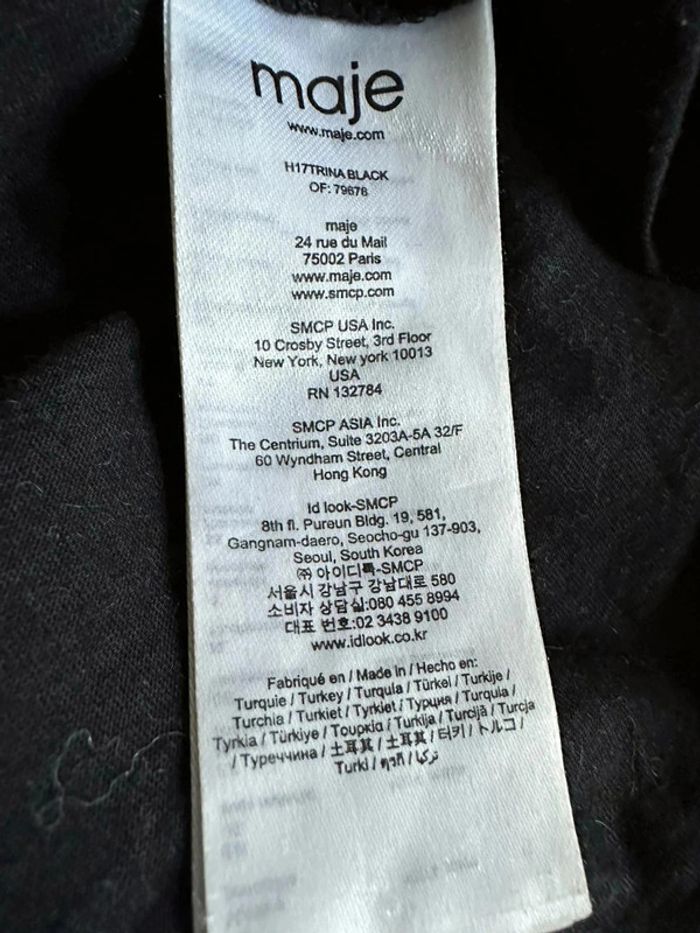 maje
www.maje.com
H17TRINA BLACK
OF: 79678
maje
24 rue du Mail
75002 Paris
www.maje.com
www.smcp.com
SMCP USA Inc.
10 Crosby Street, 3rd Floor
New York, New york 10013
USA
RN 132784
SMCP ASIA Inc.
The Centrium, Suite 3203A-5A 32/F
60 Wyndham Street, Central
Hong Kong
Id look-SMCP
8th fl. Pureun Bldg. 19, 581,
Gangnam-daero, Seocho-gu 137-903,
Seoul, South Korea
㈜ 아이디룩-SMCP
서울시 강남구 강남대로 580
소비자 상담실:080 455 8994
대표 번호:02 3438 9100
www.idlook.co.kr
Fabriqué en / Made in / Hecho en:
Turquie / Turkey / Turquía / Türkei / Turkije /
Turchia / Turkiet / Tyrkiet / Турция / Turquia /
Tyrkia / Türkiye / Τουρκία / Turkija / Turcijā / Turcja
/ Туреччина / 土耳其 / 土耳其 / 터키 / トルコ /
Turki / ตุรกี / تركيا